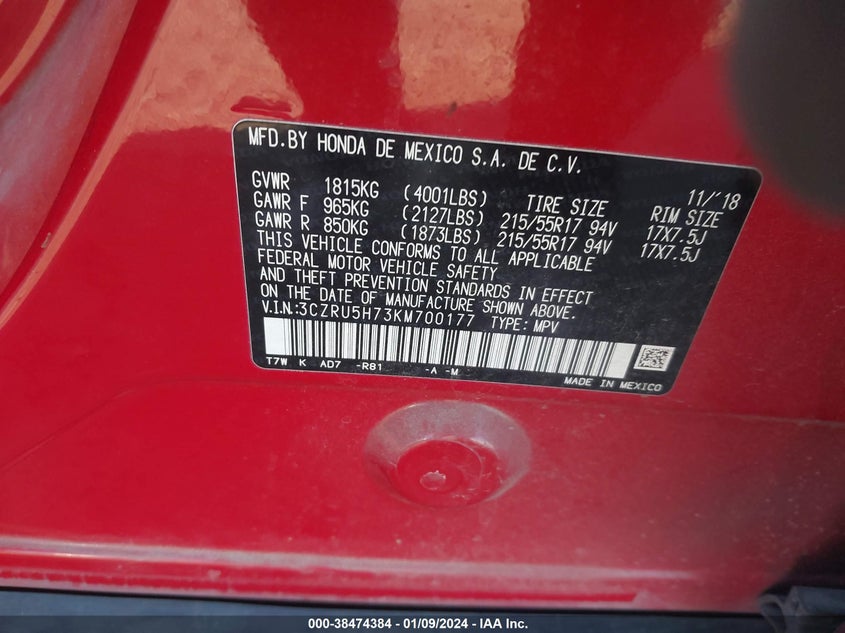 MFD.BY HONDA DE MEXICO S.A. DE C.V.
11/'18
GVWR 1815KG (4001LBS) TIRE SIZE RIM SIZE
GAWR F 965KG (2127LBS) 215/55R17 94V 17X7.5J
GAWR R 850KG (1873LBS) 215/55R17 94V 17X7.5J
THIS VEHICLE CONFORMS TO ALL APPLICABLE
FEDERAL MOTOR VEHICLE SAFETY
AND THEFT PREVENTION STANDARDS IN EFFECT
ON THE DATE OF MANUFACTURE SHOWN ABOVE.
V.I.N.:3CZRU5H73KM700177 TYPE: MPV
T7W K AD7 -R81 -A -M
MADE IN MEXICO
000-38474384 | 01/09/2024 | IAA Inc.